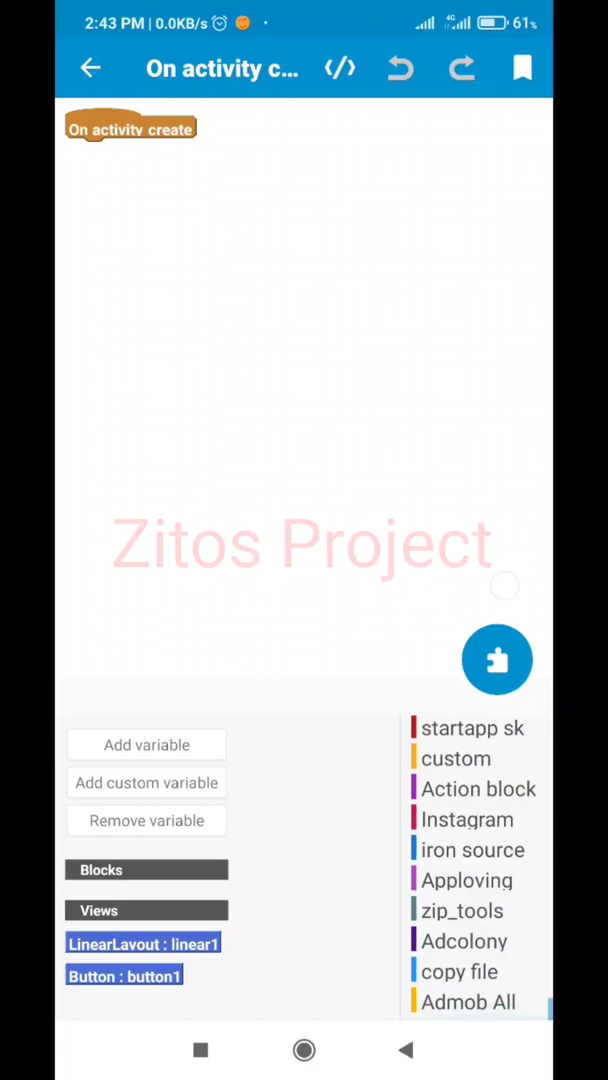 2:43 PM | 0.0KB/s
4G
61%
On activity c...
On activity create
Zitos Project
Add variable
Add custom variable
Remove variable
Blocks
Views
LinearLayout : linear1
Button : button1
startapp sk
custom
Action block
Instagram
iron source
Apploving
zip_tools
Adcolony
copy file
Admob All